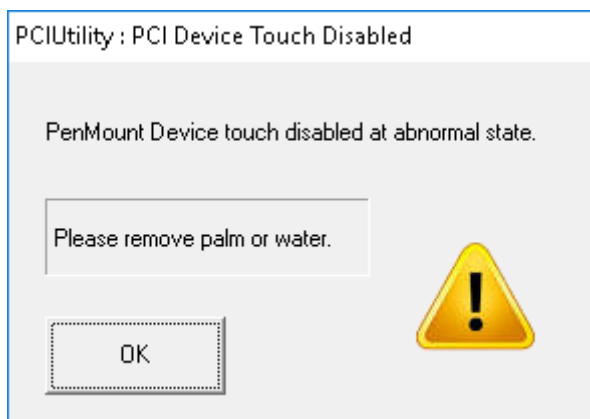 PCIUtility : PCI Device Touch Disabled
PenMount Device touch disabled at abnormal state.
Please remove palm or water.
OK